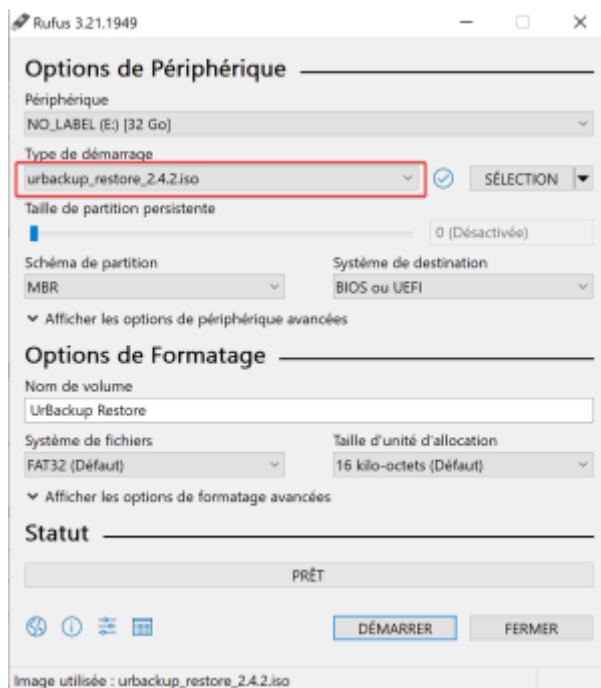 Rufus 3.21.1949
Options de Périphérique
Périphérique
NO_LABEL (E:) [32 Go]
Type de démarrage
urbackup_restore_2.4.2.iso
SÉLECTION
Taille de partition persistente
0 (Désactivée)
Schéma de partition
Système de destination
MBR
BIOS ou UEFI
Afficher les options de périphérique avancées
Options de Formatage
Nom de volume
UrBackup Restore
Système de fichiers
Taille d'unité d'allocation
FAT32 (Défaut)
16 kilo-octets (Défaut)
Afficher les options de formatage avancées
Statut
PRÊT
DÉMARRER
FERMER
Image utilisée : urbackup_restore_2.4.2.iso